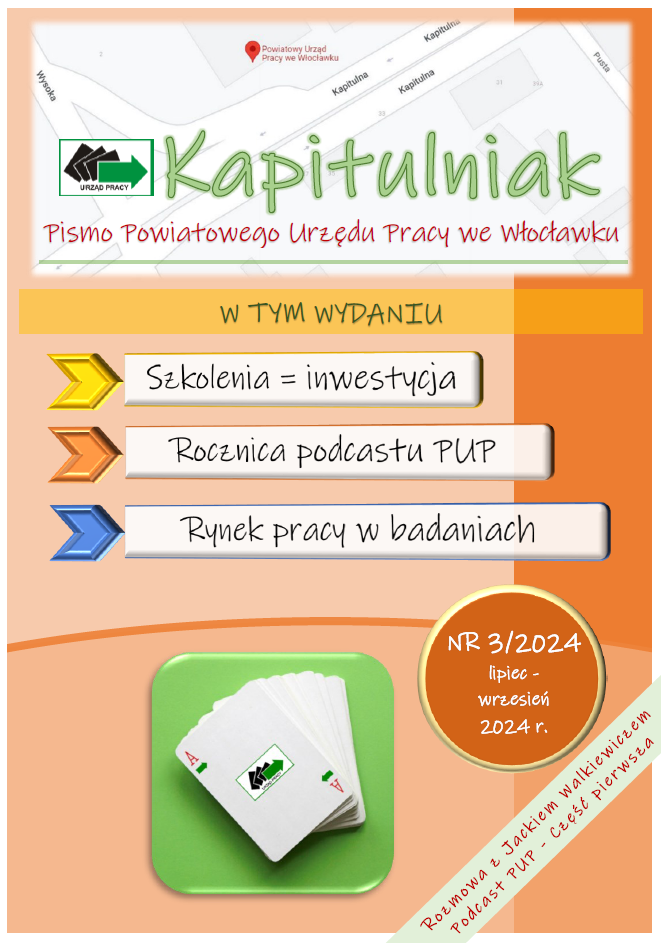 Powiatowy Urząd
Pracy we Włocławku
Kapitulna
Kapitulna
Kapitulna
Wysoka
Pusta
URZĄD PRACY
Kapitulniak
Pismo Powiatowego Urzędu Pracy we Włocławku
W TYM WYDANIU
Szkolenia = inwestycja
Rocznica podcastu PUP
Rynek pracy w badaniach
NR 3/2024
lipiec -
wrzesień
2024 r.
A
URZĄD PRACY
A
Rozmowa z Jackiem Walkiewiczem
Podcast PUP - Część pierwsza